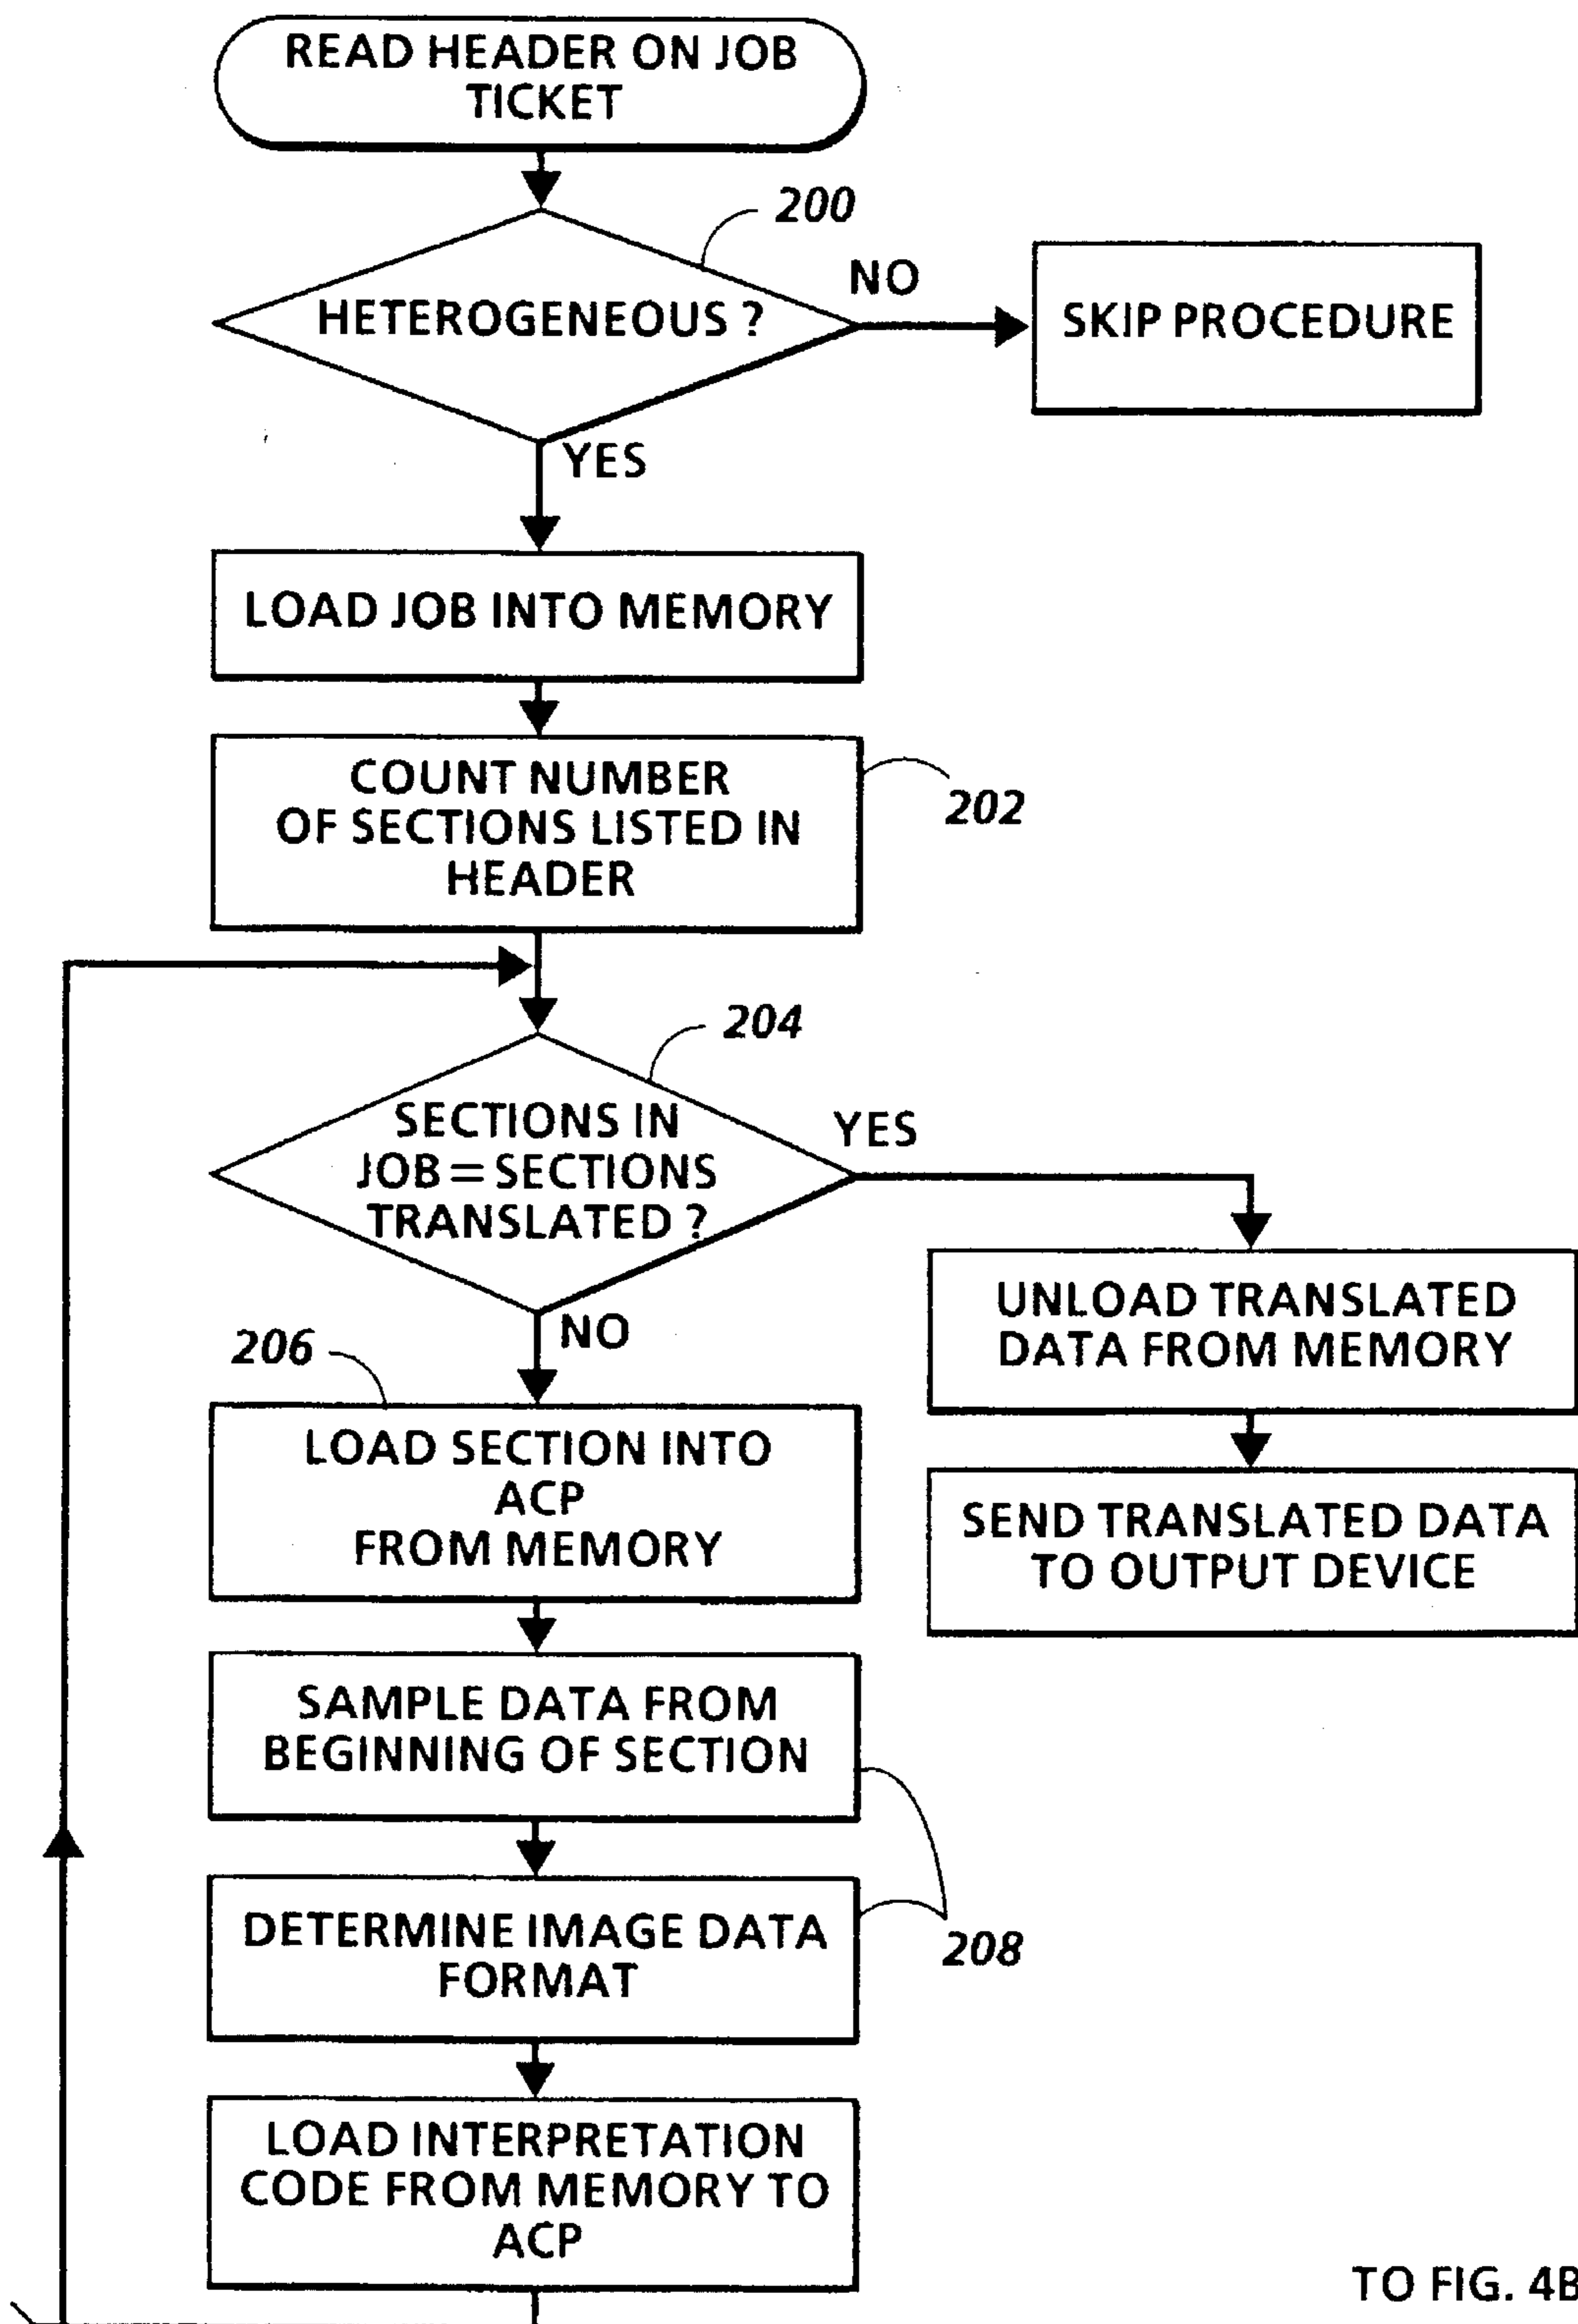 READ HEADER ON JOB
TICKET
200
HETEROGENEOUS ?
NO
SKIP PROCEDURE
YES
LOAD JOB INTO MEMORY
COUNT NUMBER
OF SECTIONS LISTED IN
HEADER
202
204
SECTIONS IN
JOB = SECTIONS
TRANSLATED ?
YES
UNLOAD TRANSLATED
DATA FROM MEMORY
NO
206
LOAD SECTION INTO
ACP
FROM MEMORY
SEND TRANSLATED DATA
TO OUTPUT DEVICE
SAMPLE DATA FROM
BEGINNING OF SECTION
DETERMINE IMAGE DATA
FORMAT
208
LOAD INTERPRETATION
CODE FROM MEMORY TO
ACP
TO FIG. 4B